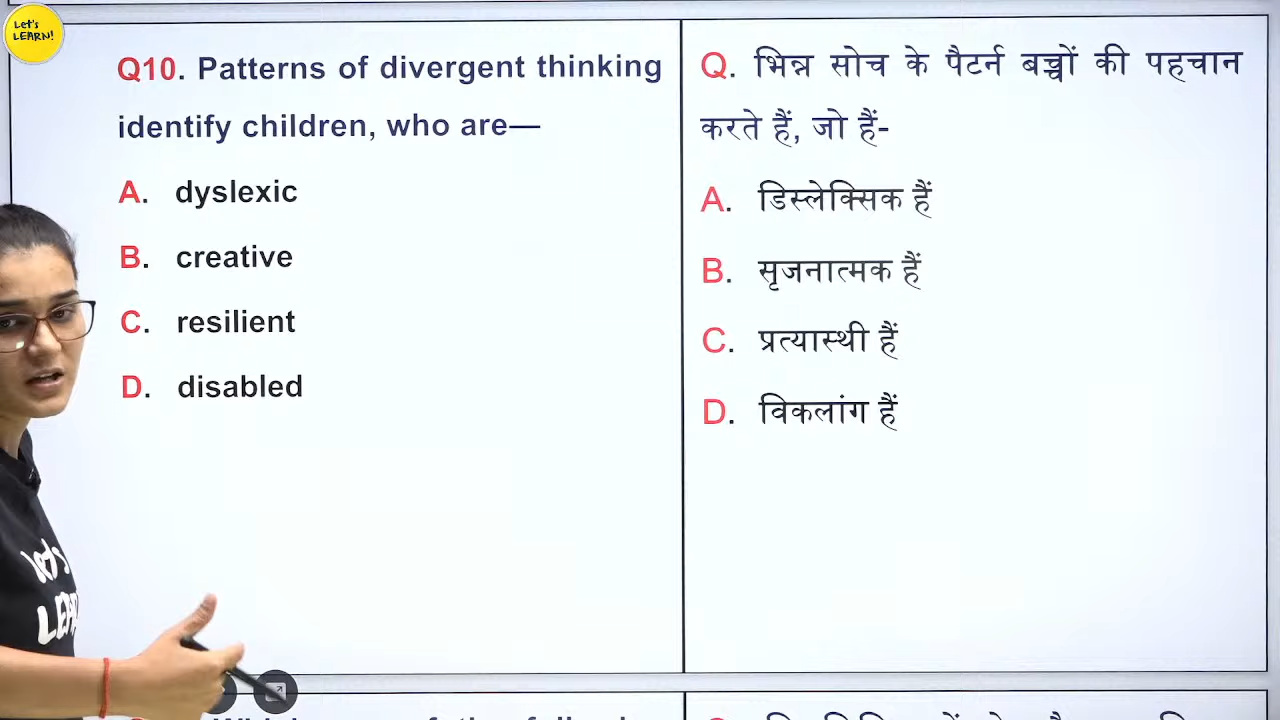 Let's
LEARN!
Q10. Patterns of divergent thinking
identify children, who are—
A. dyslexic
B. creative
C. resilient
D. disabled
Q. भिन्न सोच के पैटर्न बच्चों की पहचान
करते हैं, जो हैं-
A. डिस्लेक्सिक हैं
B. सृजनात्मक हैं
C. प्रत्यास्थी हैं
D. विकलांग हैं
Let's